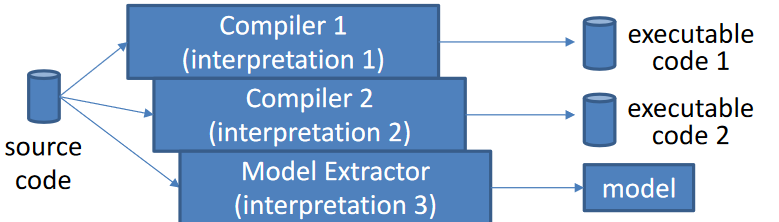 source
code
Compiler 1
(interpretation 1)
Compiler 2
(interpretation 2)
Model Extractor
(interpretation 3)
executable
code 1
executable
code 2
model